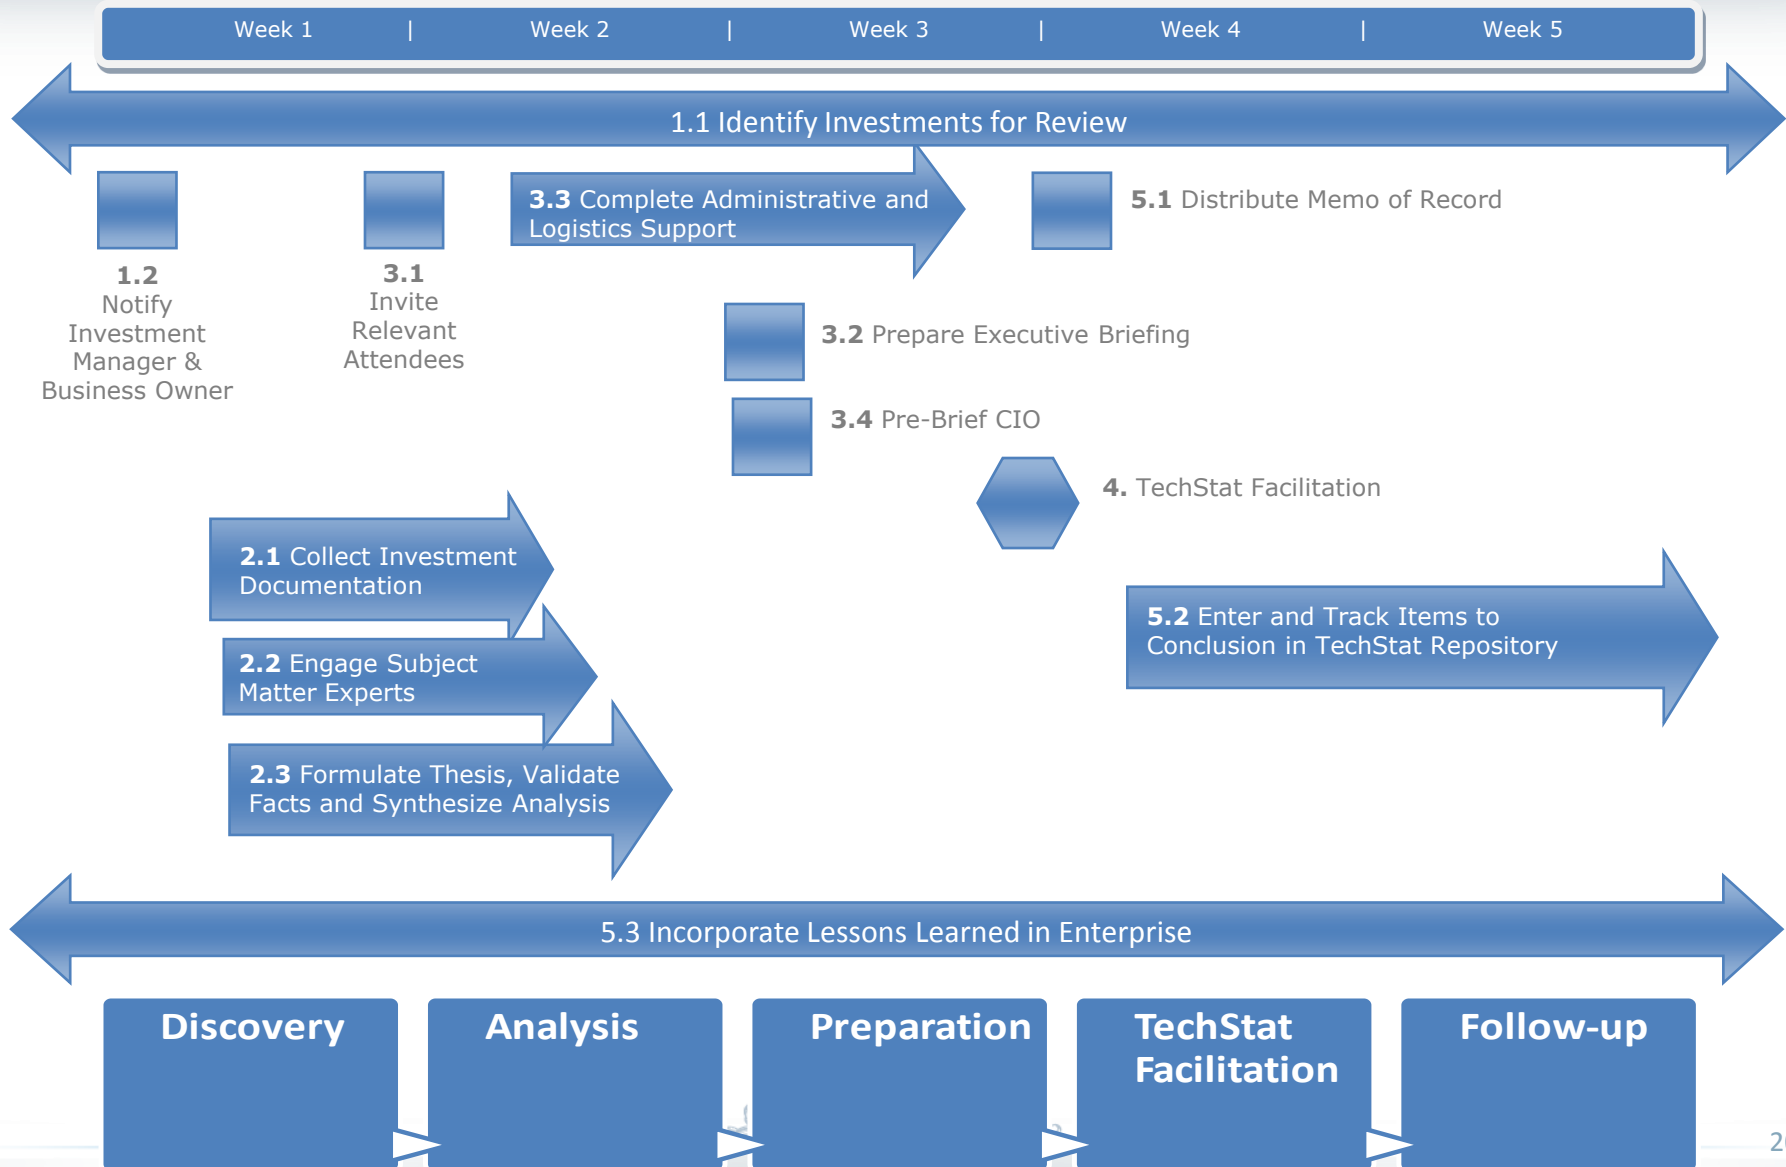 Week 1 | Week 2 | Week 3 | Week 4 | Week 5
1.1 Identify Investments for Review
1.2
Notify
Investment
Manager &
Business Owner
3.1
Invite
Relevant
Attendees
3.3 Complete Administrative and
Logistics Support
5.1 Distribute Memo of Record
3.2 Prepare Executive Briefing
3.4 Pre-Brief CIO
4. TechStat Facilitation
2.1 Collect Investment
Documentation
2.2 Engage Subject
Matter Experts
2.3 Formulate Thesis, Validate
Facts and Synthesize Analysis
5.2 Enter and Track Items to
Conclusion in TechStat Repository
5.3 Incorporate Lessons Learned in Enterprise
Discovery
Analysis
Preparation
TechStat
Facilitation
Follow-up